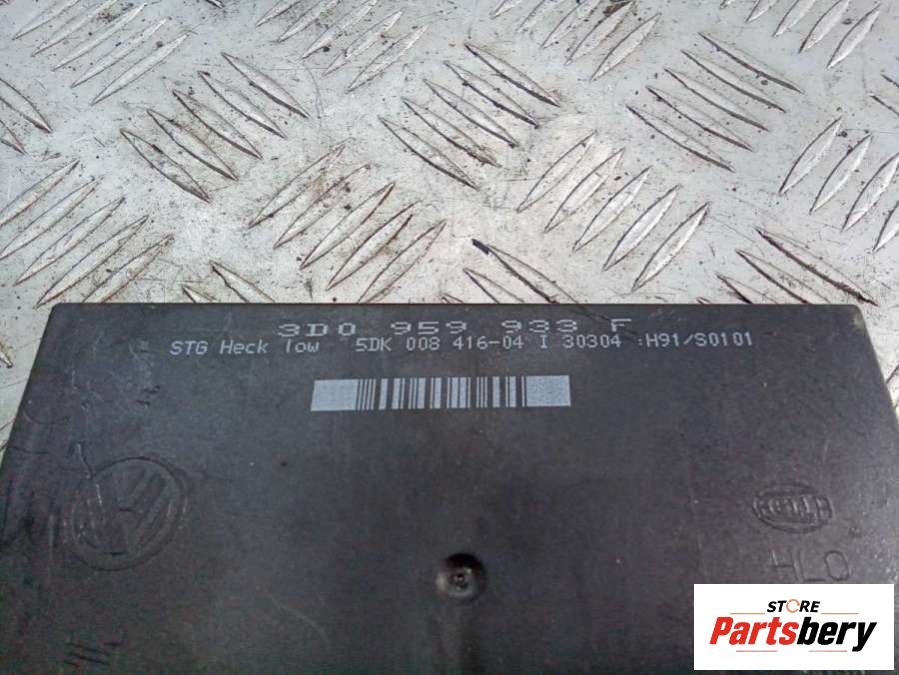 3D0 959 933 F
STG Heck low 5DK 008 416-04 I 30304 :H91/S0101
HELLA
HLO
STORE
Partsbery